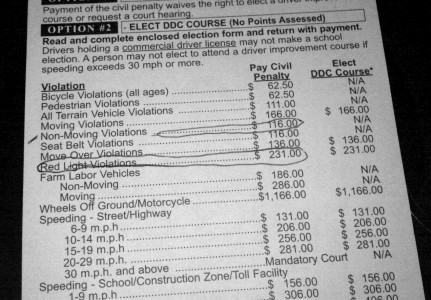 Payment of the civil penalty waives the right to elect a driver
course or request a court hearing.
OPTION #2 - ELECT DDC COURSE (No Points Assessed)
Read and complete enclosed election form and return with payment.
Drivers holding a commercial driver license may not make a school
election. A person may not elect to attend a driver improvement course if
speeding exceeds 30 mph or more.
Violation Pay Civil Penalty Elect DDC Course*
Bicycle Violations (all ages) $ 62.50 N/A
Pedestrian Violations $ 62.50 N/A
All Terrain Vehicle Violations $ 111.00 N/A
Moving Violations $ 166.00 $ 166.00
Non-Moving Violations $ 116.00 N/A
Seat Belt Violations $ 116.00 N/A
Move Over Violations $ 136.00 $ 136.00
Red Light Violations $ 231.00 $ 231.00
Farm Labor Vehicles
Non-Moving $ 186.00 N/A
Moving $ 286.00 N/A
Wheels Off Ground/Motorcycle $1,166.00 $1,166.00
Speeding - Street/Highway
6-9 m.p.h $ 131.00 $ 131.00
10-14 m.p.h $ 206.00 $ 206.00
15-19 m.p.h $ 256.00 $ 256.00
20-29 m.p.h. $ 281.00 $ 281.00
30 m.p.h. and above Mandatory Court N/A
Speeding - School/Construction Zone/Toll Facility
1-9 m.p.h $ 156.00 $ 156.00
$ 306.00 $ 306.00